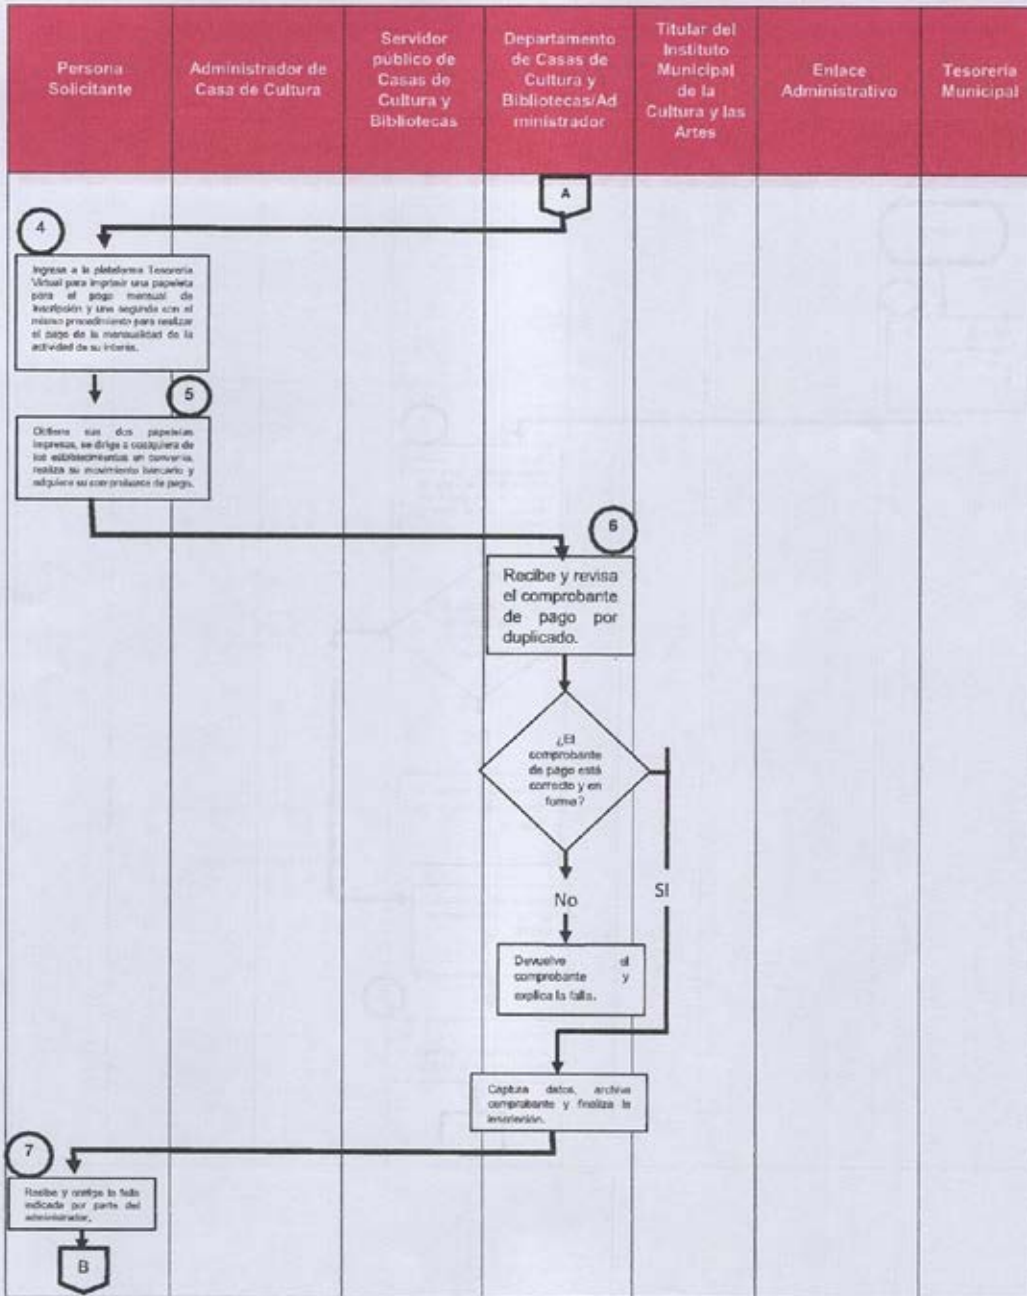 Persona
Solicitante
Administrador de
Casa de Cultura
Servidor
público de
Casas de
Cultura y
Bibliotecas
Departamento
de Casas de
Cultura y
Bibliotecas/Ad
ministrador
Titular del
Instituto
Municipal
de la
Cultura y las
Artes
Enlace
Administrativo
Tesorería
Municipal
A
4
Ingresa a la plataforma Tesorería
Virtual para imprimir una papeleta
para el pago mensual de
inscripción y una segunda con el
mismo procedimiento para realizar
el pago de la mensualidad de la
actividad de su interés.
5
Obtiene sus dos papeletas
impresas, se dirige a cualquiera de
los establecimientos en convenio,
realiza su movimiento bancario y
adquiere su comprobante de pago.
6
Recibe y revisa
el comprobante
de pago por
duplicado.
¿El
comprobante
de pago está
correcto y en
forma?
No
SI
Devuelve el
comprobante y
explica la falla.
Captura datos, archiva
comprobante y finaliza la
inscripción.
7
Recibe y corrige la falla
indicada por parte del
administrador.
B